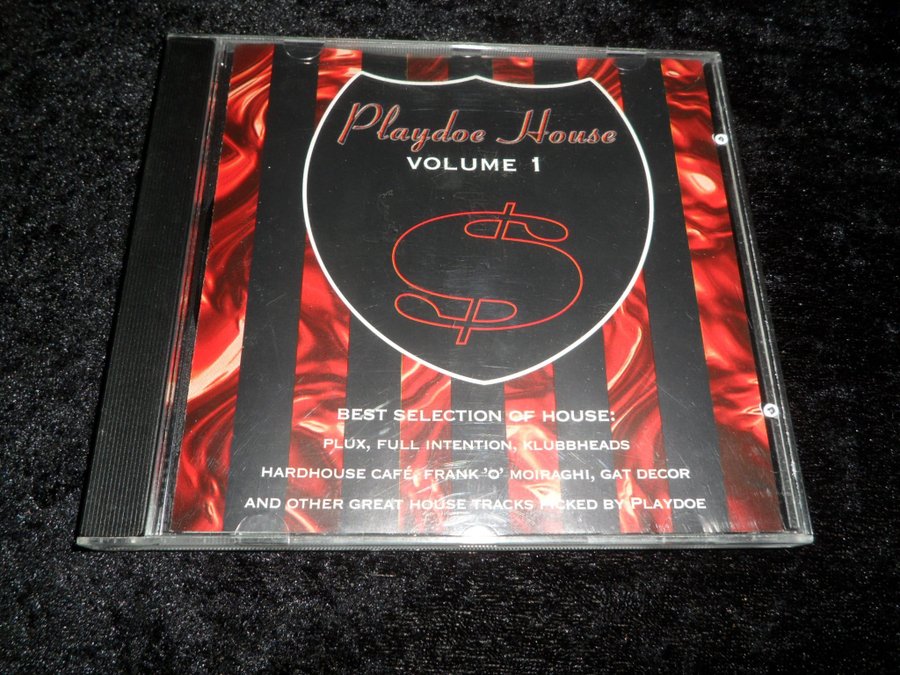 Playdoe House
VOLUME 1
$
BEST SELECTION OF HOUSE:
PLUX, FULL INTENTION, KLUBBHEADS
HARDHOUSE CAFÉ, FRANK 'O' MOIRAGHI, GAT DECOR
AND OTHER GREAT HOUSE TRACKS PICKED BY PLAYDOE